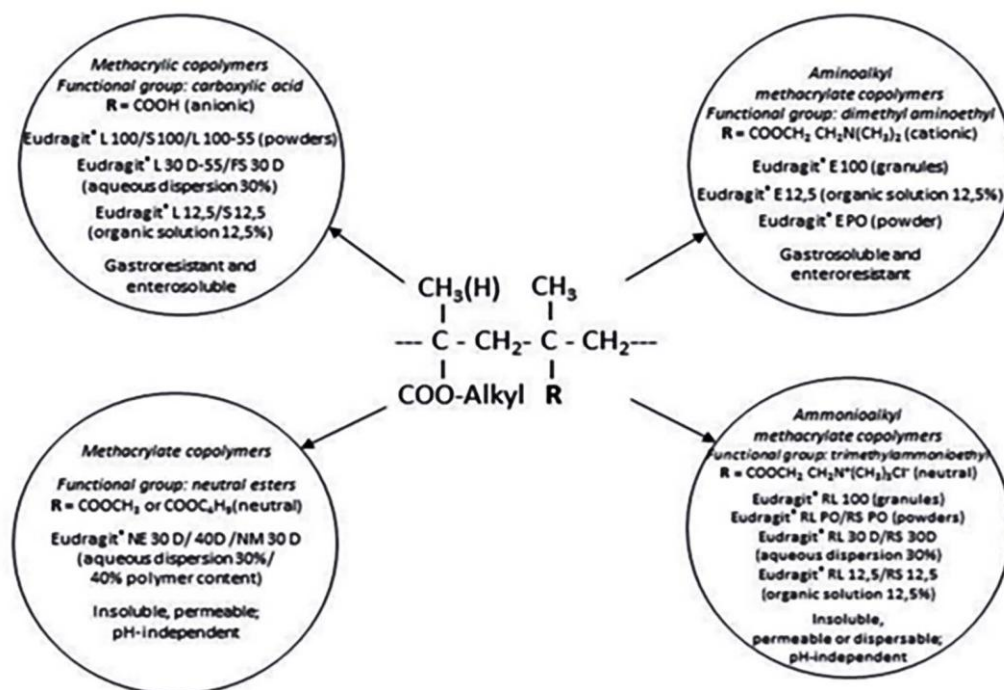 Methacrylic copolymers
Functional group: carboxylic acid
R = COOH (anionic)
Eudragit® L 100/S100/L 100-55 (powders)
Eudragit® L 30 D-55/FS 30 D
(aqueous dispersion 30%)
Eudragit® L 12,5/S12,5
(organic solution 12,5%)
Gastroresistant and
enterosoluble
Aminoalkyl
methacrylate copolymers
Functional group: dimethyl aminoethyl
R = COOCH₂ CH₂N(CH₃)₂ (cationic)
Eudragit® E 100 (granules)
Eudragit® E 12,5 (organic solution 12,5%)
Eudragit® EPO (powder)
Gastrosoluble and
enteroresistant
CH₃(H) CH₃
--- C - CH₂- C - CH₂---
COO-Alkyl R
Methacrylate copolymers
Functional group: neutral esters
R = COOCH₃ or COOC₄H₉(neutral)
Eudragit® NE 30 D/ 40D /NM 30 D
(aqueous dispersion 30%/
40% polymer content)
Insoluble, permeable;
pH-independent
Ammonioalkyl
methacrylate copolymers
Functional group: trimethylammonioethyl
R = COOCH₂ CH₂N⁺(CH₃)₃Cl⁻ (neutral)
Eudragit® RL 100 (granules)
Eudragit® RL PO/RS PO (powders)
Eudragit® RL 30 D/RS 30D
(aqueous dispersion 30%)
Eudragit® RL 12,5/RS 12,5
(organic solution 12,5%)
Insoluble,
permeable or dispersable;
pH-independent